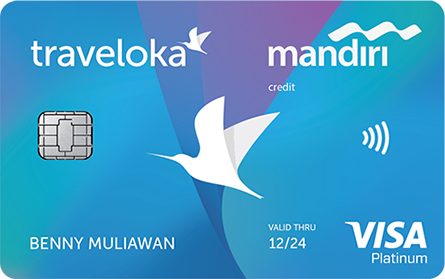 traveloka
mandiri
credit
BENNY MULIAWAN
VALID THRU
12/24
VISA
Platinum